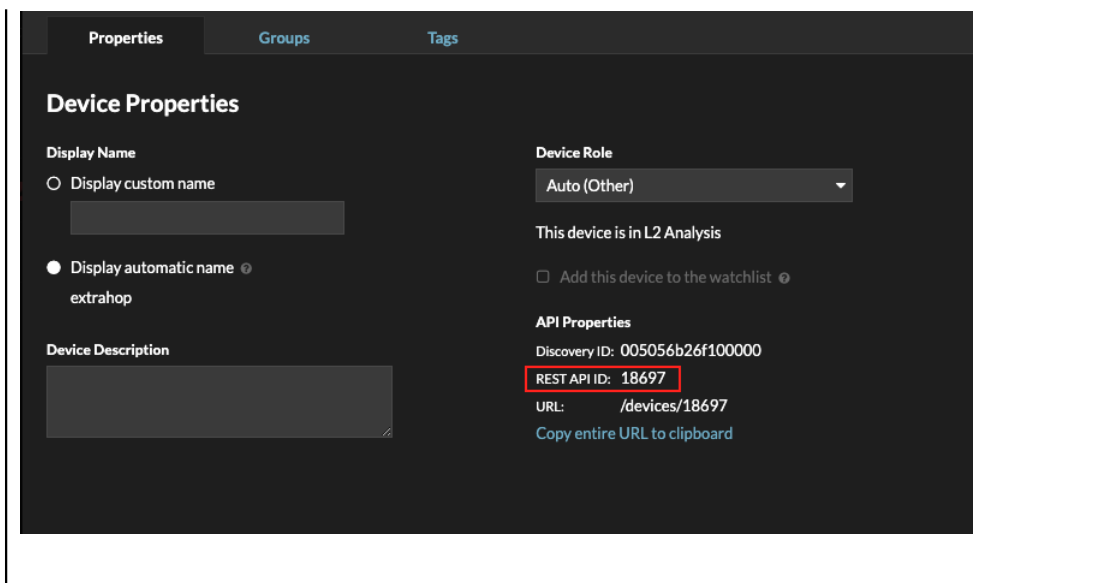 Properties Groups Tags
Device Properties
Display Name
Display custom name
Display automatic name
extrahop
Device Description
Device Role
Auto (Other)
This device is in L2 Analysis
Add this device to the watchlist
API Properties
Discovery ID: 005056b26f100000
REST API ID: 18697
URL: /devices/18697
Copy entire URL to clipboard